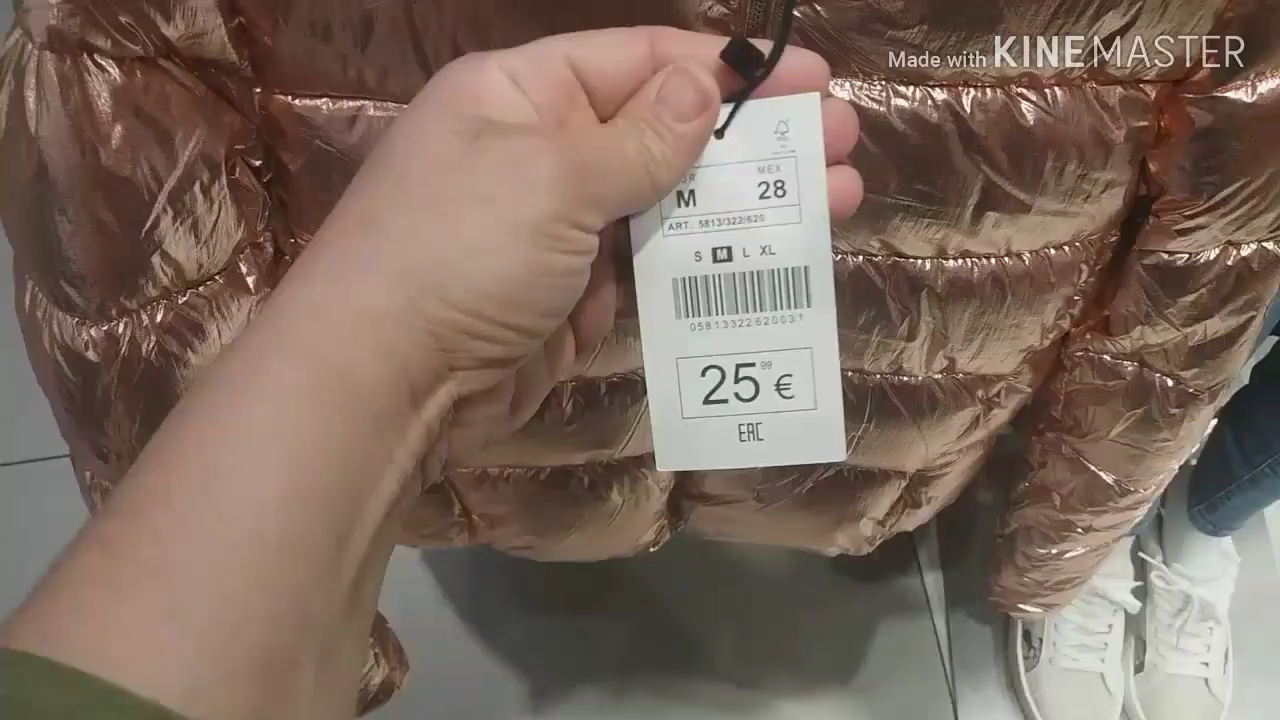 Made with KINEMASTER
MEX
M 28
ART.: 5813/322/620
S M L XL
05813322620031
25 99 €
EAC